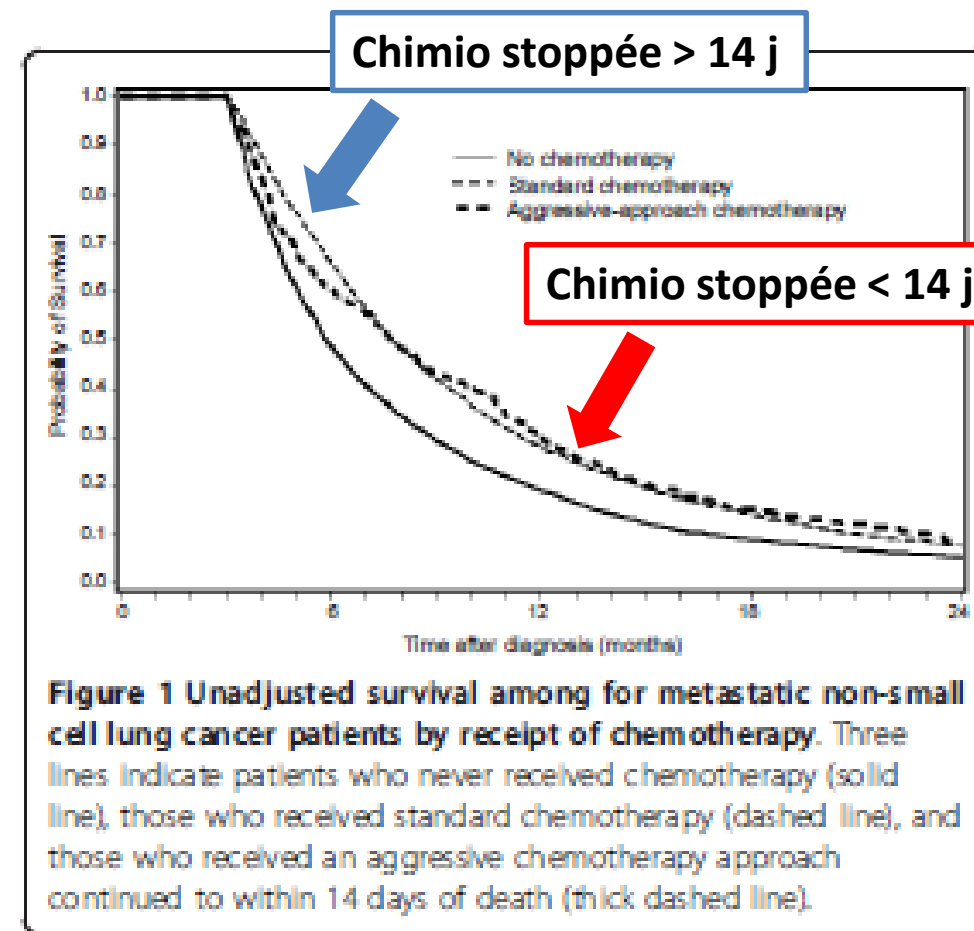 Chimio stoppée > 14 j
No chemotherapy
Standard chemotherapy
Aggressive-approach chemotherapy
Chimio stoppée < 14 j
Probability of Survival
1.0
0.9
0.8
0.7
0.6
0.5
0.4
0.3
0.2
0.1
0.0
0 6 12 18 24
Time after diagnosis (months)
Figure 1 Unadjusted survival among for metastatic non-small
cell lung cancer patients by receipt of chemotherapy. Three
lines indicate patients who never received chemotherapy (solid
line), those who received standard chemotherapy (dashed line), and
those who received an aggressive chemotherapy approach
continued to within 14 days of death (thick dashed line).